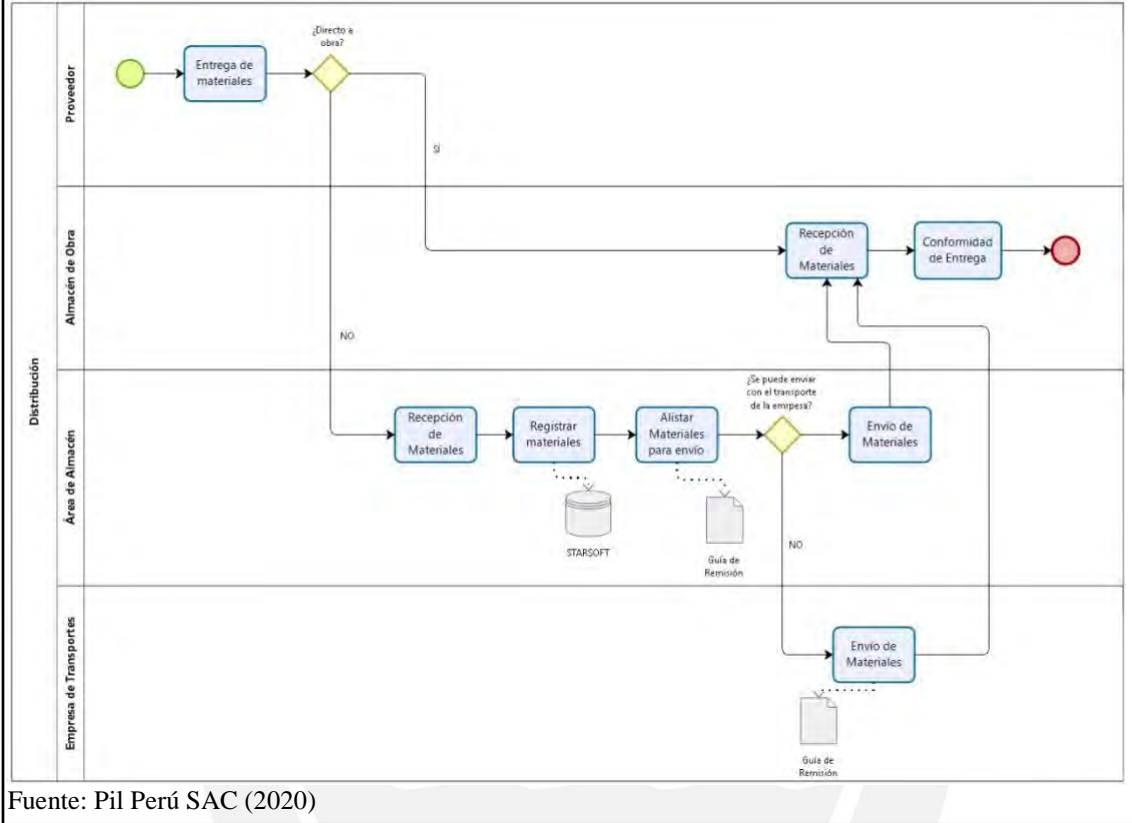 Distribución
Proveedor
Entrega de
materiales
¿Directo a
obra?
SÍ
NO
Almacén de Obra
Recepción
de
Materiales
Conformidad
de Entrega
Área de Almacén
Recepción
de
Materiales
Registrar
materiales
STARSOFT
Alistar
Materiales
para envío
Guía de
Remisión
¿Se puede enviar
con el transporte
de la emrpesa?
Envío de
Materiales
NO
Empresa de Transportes
Envío de
Materiales
Guía de
Remisión
Fuente: Pil Perú SAC (2020)